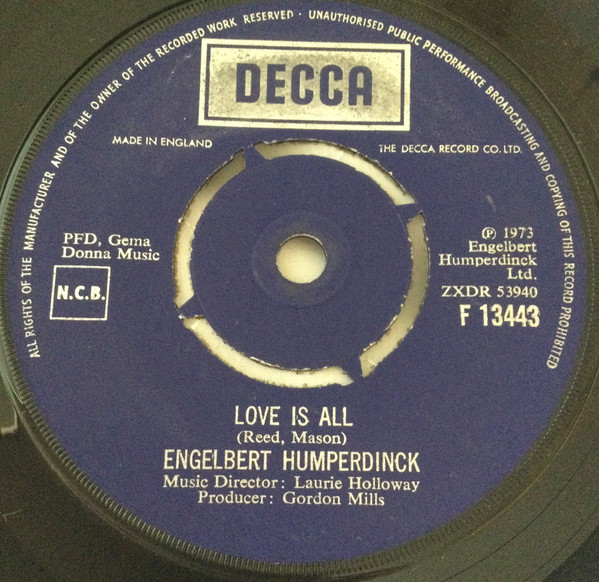 ALL RIGHTS OF THE MANUFACTURER AND OF THE OWNER OF THE RECORDED WORK RESERVED · UNAUTHORISED PUBLIC PERFORMANCE BROADCASTING AND COPYING OF THIS RECORD PROHIBITED
DECCA
MADE IN ENGLAND
THE DECCA RECORD CO. LTD.
PFD, Gema
Donna Music
N.C.B.
℗ 1973
Engelbert
Humperdinck
Ltd.
ZXDR 53940
F 13443
LOVE IS ALL
(Reed, Mason)
ENGELBERT HUMPERDINCK
Music Director: Laurie Holloway
Producer: Gordon Mills